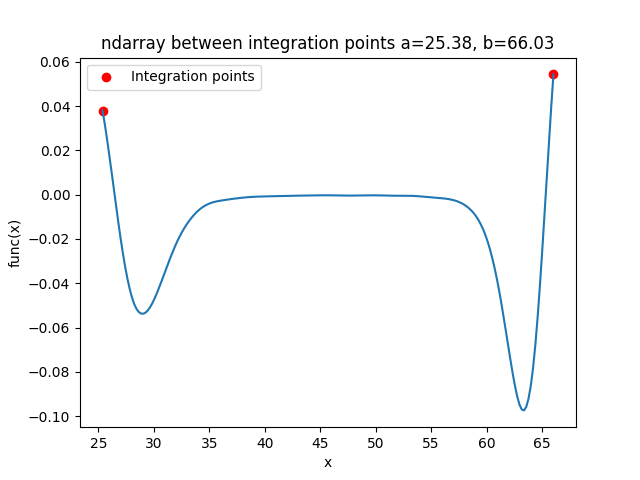 ndarray between integration points a=25.38, b=66.03
Integration points
0.06
0.04
0.02
0.00
−0.02
−0.04
−0.06
−0.08
−0.10
func(x)
25 30 35 40 45 50 55 60 65
x